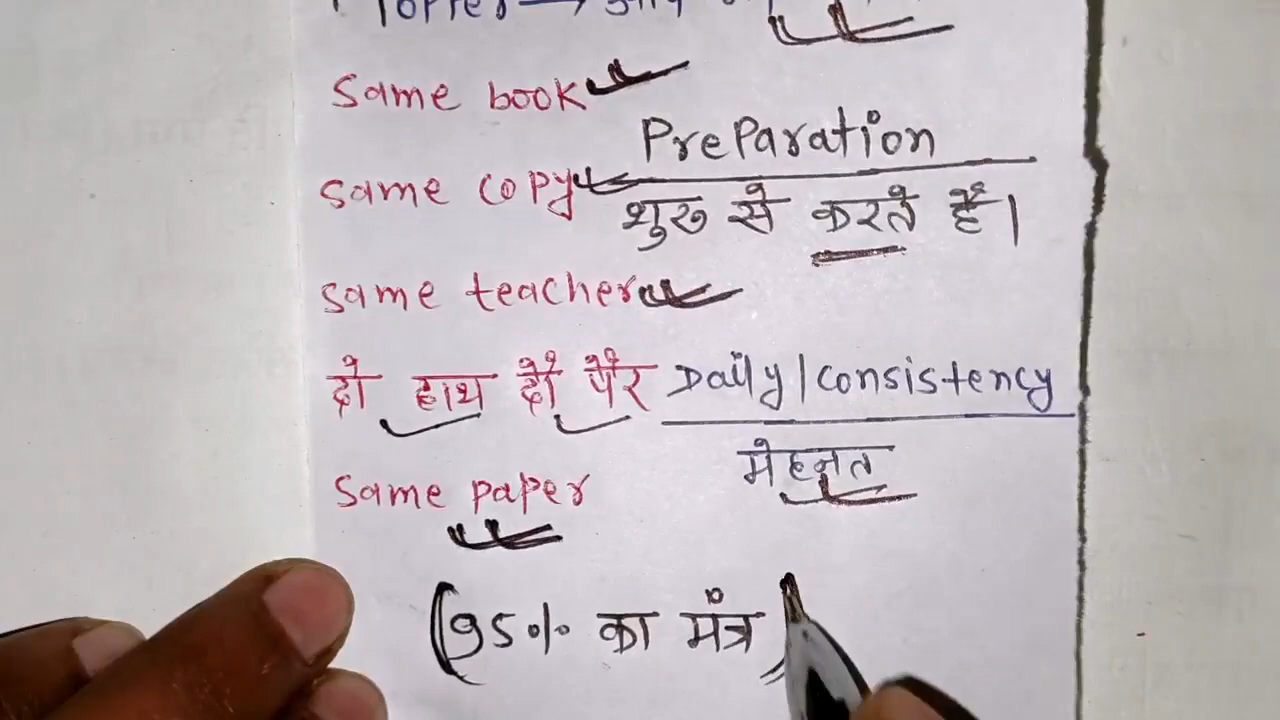 Same book
Preparation
same copy
शुरू से करते हैं।
same teacher
दो हाथ दो पैर Daily/consistency
मेहनत
Same paper
(95% का मंत्र)